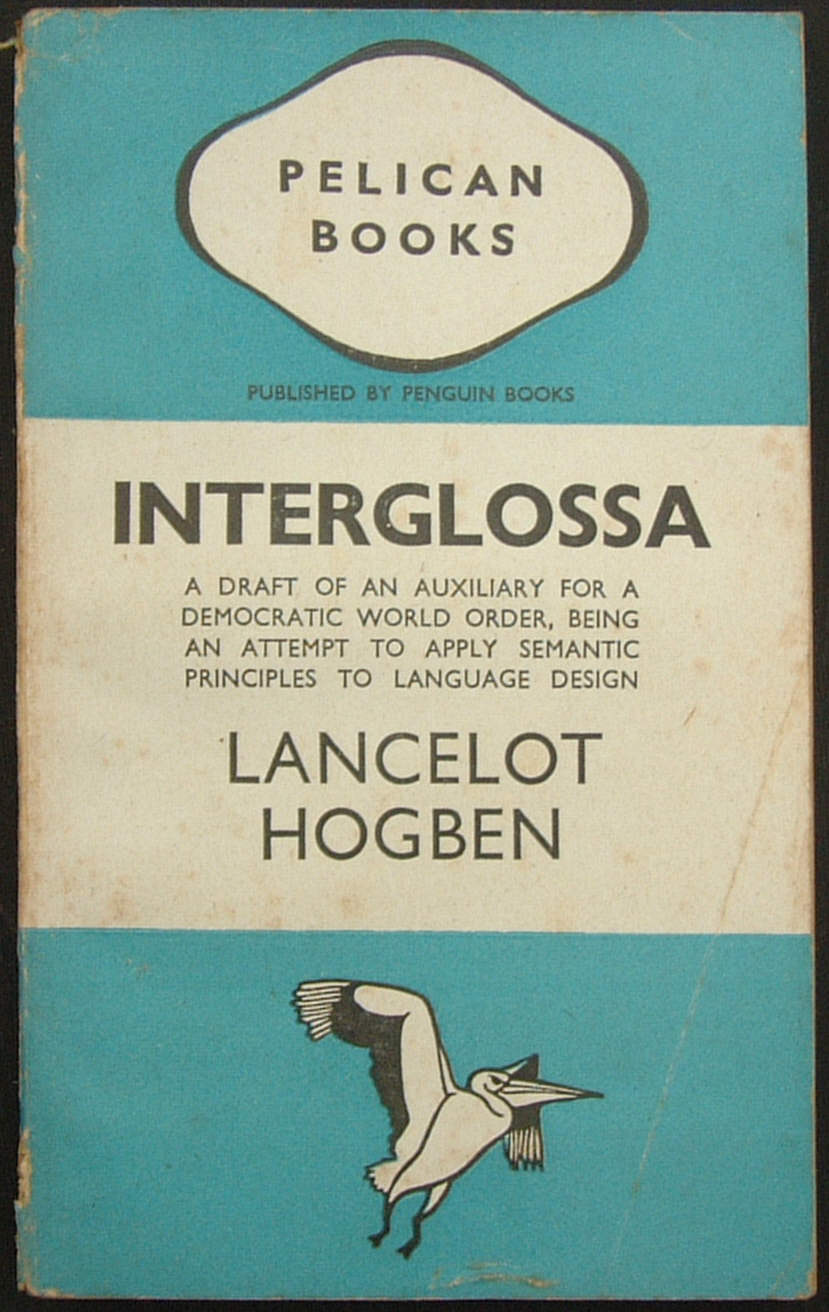 PELICAN
BOOKS
PUBLISHED BY PENGUIN BOOKS
INTERGLOSSA
A DRAFT OF AN AUXILIARY FOR A
DEMOCRATIC WORLD ORDER, BEING
AN ATTEMPT TO APPLY SEMANTIC
PRINCIPLES TO LANGUAGE DESIGN
LANCELOT
HOGBEN